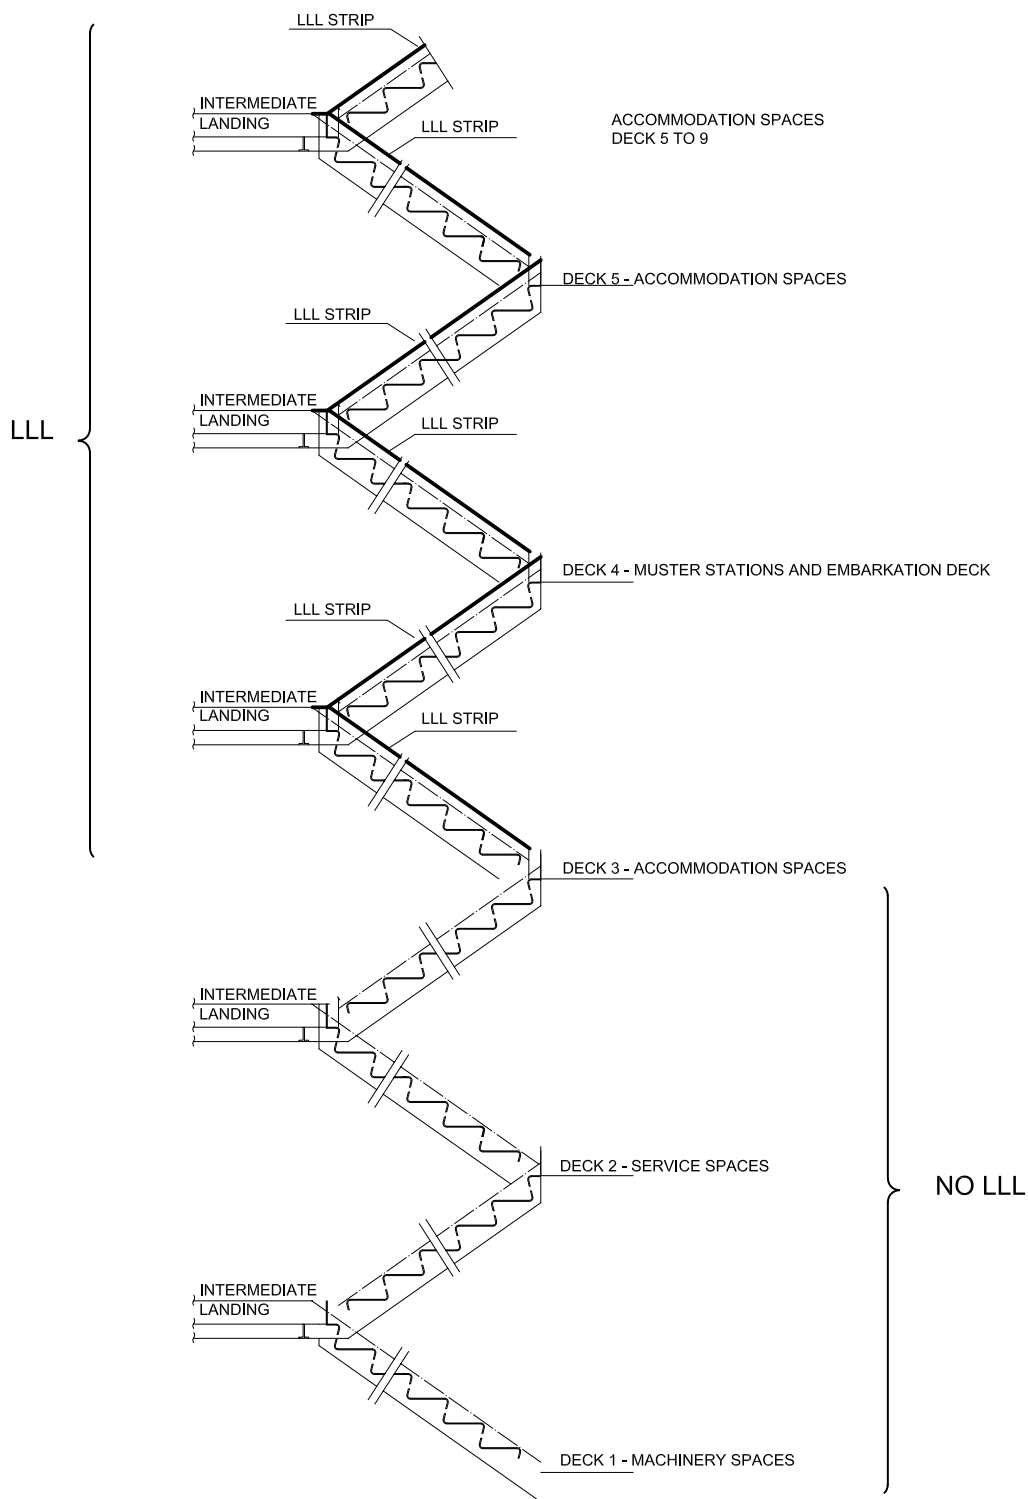 LLL STRIP
INTERMEDIATE
LANDING
ACCOMMODATION SPACES
DECK 5 TO 9
LLL STRIP
DECK 5 - ACCOMMODATION SPACES
LLL STRIP
INTERMEDIATE
LANDING
LLL STRIP
LLL
DECK 4 - MUSTER STATIONS AND EMBARKATION DECK
LLL STRIP
INTERMEDIATE
LANDING
LLL STRIP
DECK 3 - ACCOMMODATION SPACES
INTERMEDIATE
LANDING
DECK 2 - SERVICE SPACES
NO LLL
INTERMEDIATE
LANDING
DECK 1 - MACHINERY SPACES